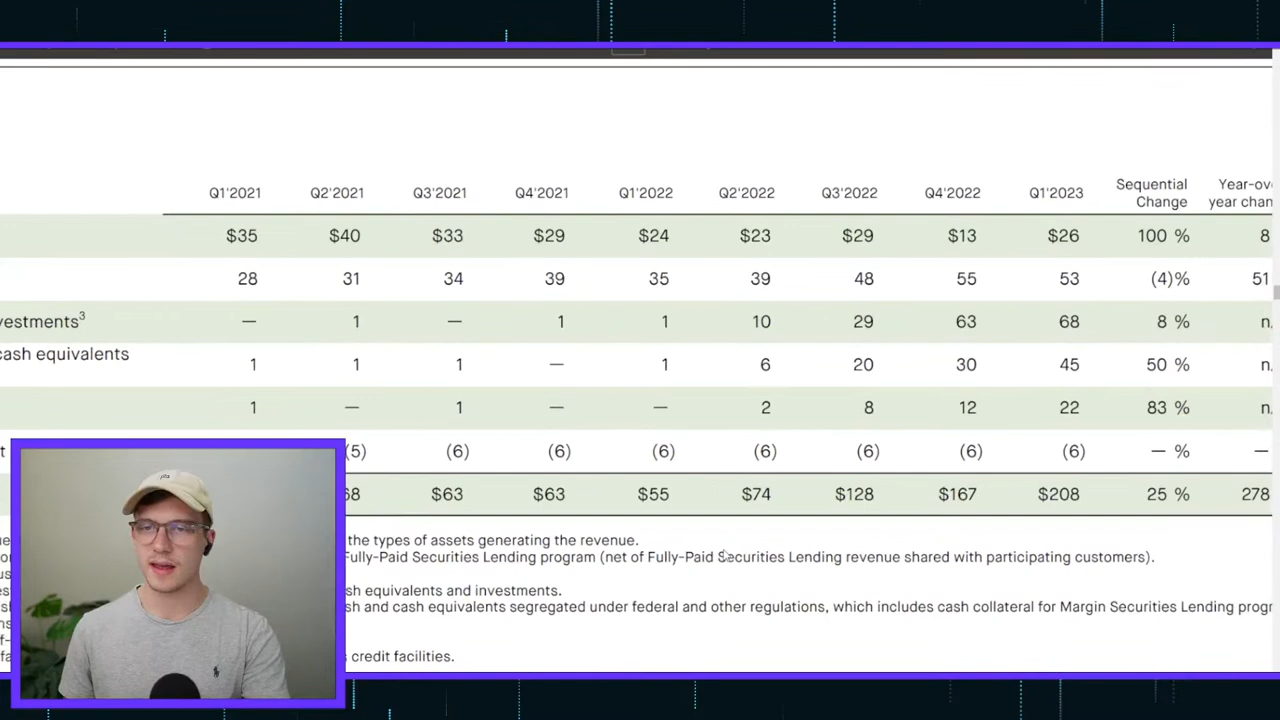 Q1'2021 Q2'2021 Q3'2021 Q4'2021 Q1'2022 Q2'2022 Q3'2022 Q4'2022 Q1'2023 Sequential Change Year-ov year chan
$35 $40 $33 $29 $24 $23 $29 $13 $26 100 % 8
28 31 34 39 35 39 48 55 53 (4)% 51
vestments3 — 1 — 1 1 10 29 63 68 8 % n
cash equivalents 1 1 1 — 1 6 20 30 45 50 % n
1 — 1 — — 2 8 12 22 83 % n
t (5) (6) (6) (6) (6) (6) (6) (6) — % —
68 $63 $63 $55 $74 $128 $167 $208 25 % 278
the types of assets generating the revenue.
Fully-Paid Securities Lending program (net of Fully-Paid Securities Lending revenue shared with participating customers).
sh equivalents and investments.
sh and cash equivalents segregated under federal and other regulations, which includes cash collateral for Margin Securities Lending progr
s credit facilities.